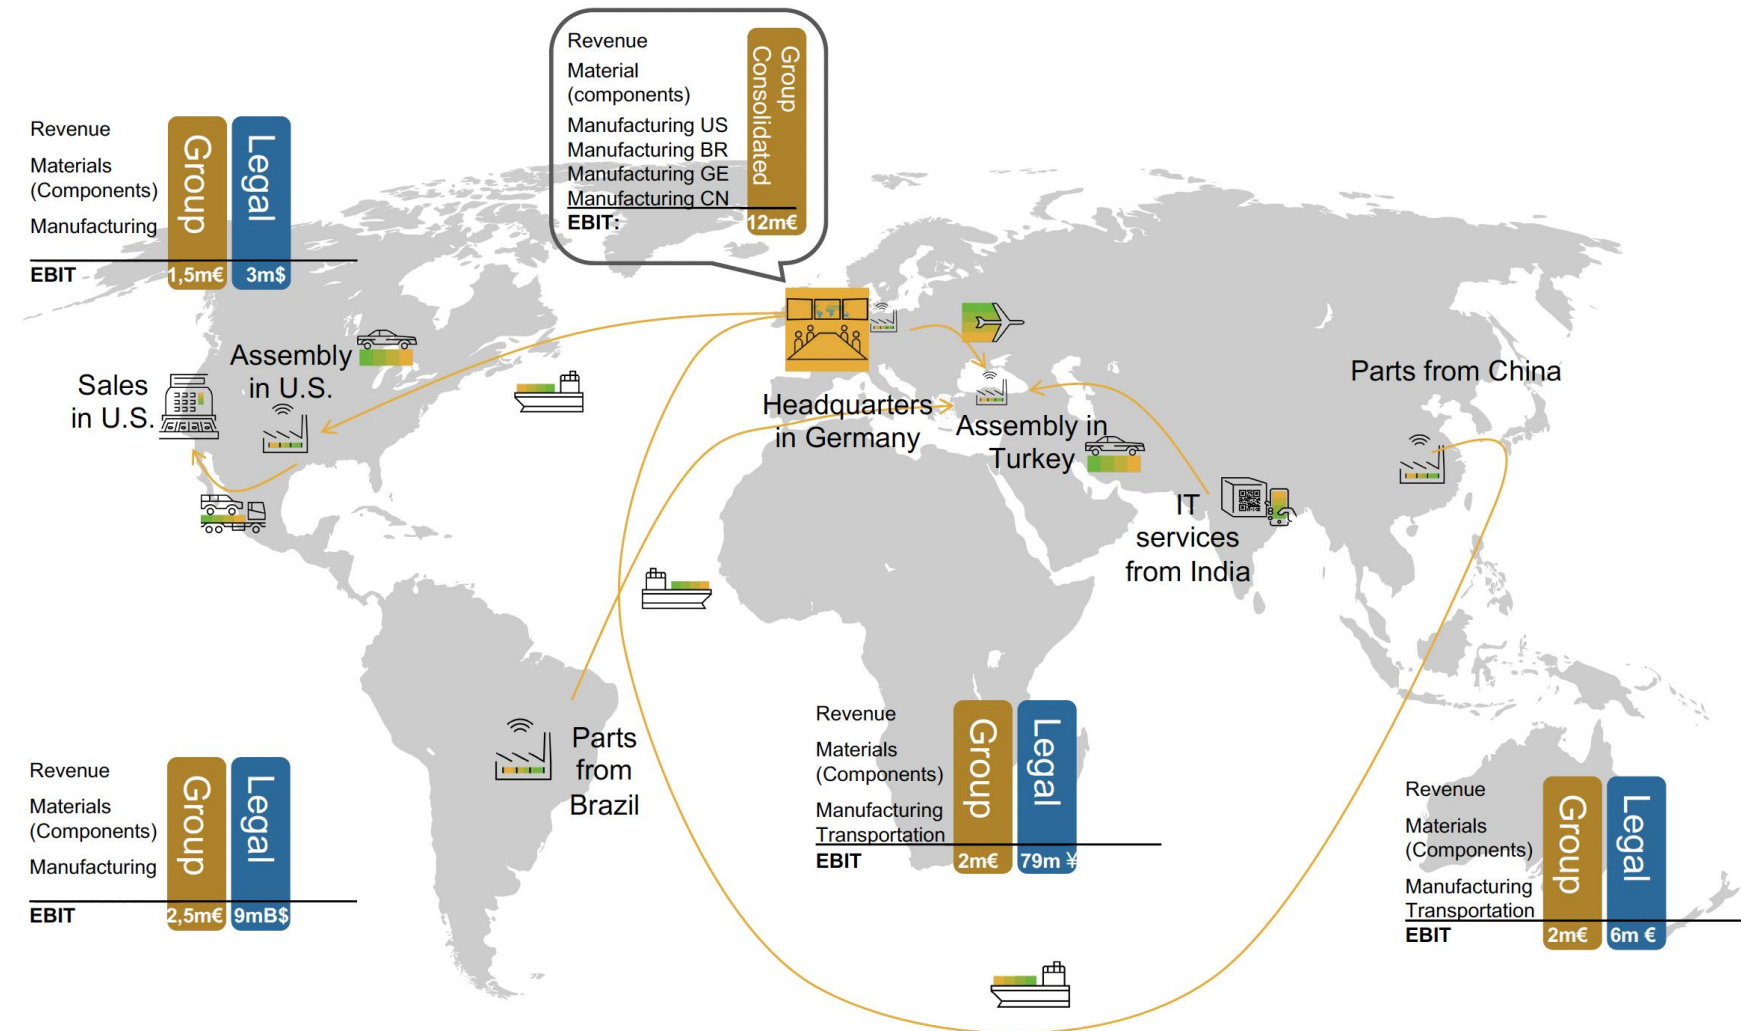 Revenue
Material
(components)
Manufacturing US
Manufacturing BR
Manufacturing GE
Manufacturing CN
EBIT:
Group
Consolidated
12m€
Revenue
Materials
(Components)
Manufacturing
EBIT
Group
1,5m€
Legal
3m$
Sales
in U.S.
Assembly
in U.S.
Headquarters
in Germany
Assembly in
Turkey
Parts from China
IT
services
from India
Parts
from
Brazil
Revenue
Materials
(Components)
Manufacturing
EBIT
Group
2,5m€
Legal
9mB$
Revenue
Materials
(Components)
Manufacturing
Transportation
EBIT
Group
2m€
Legal
79m ¥
Revenue
Materials
(Components)
Manufacturing
Transportation
EBIT
Group
2m€
Legal
6m €